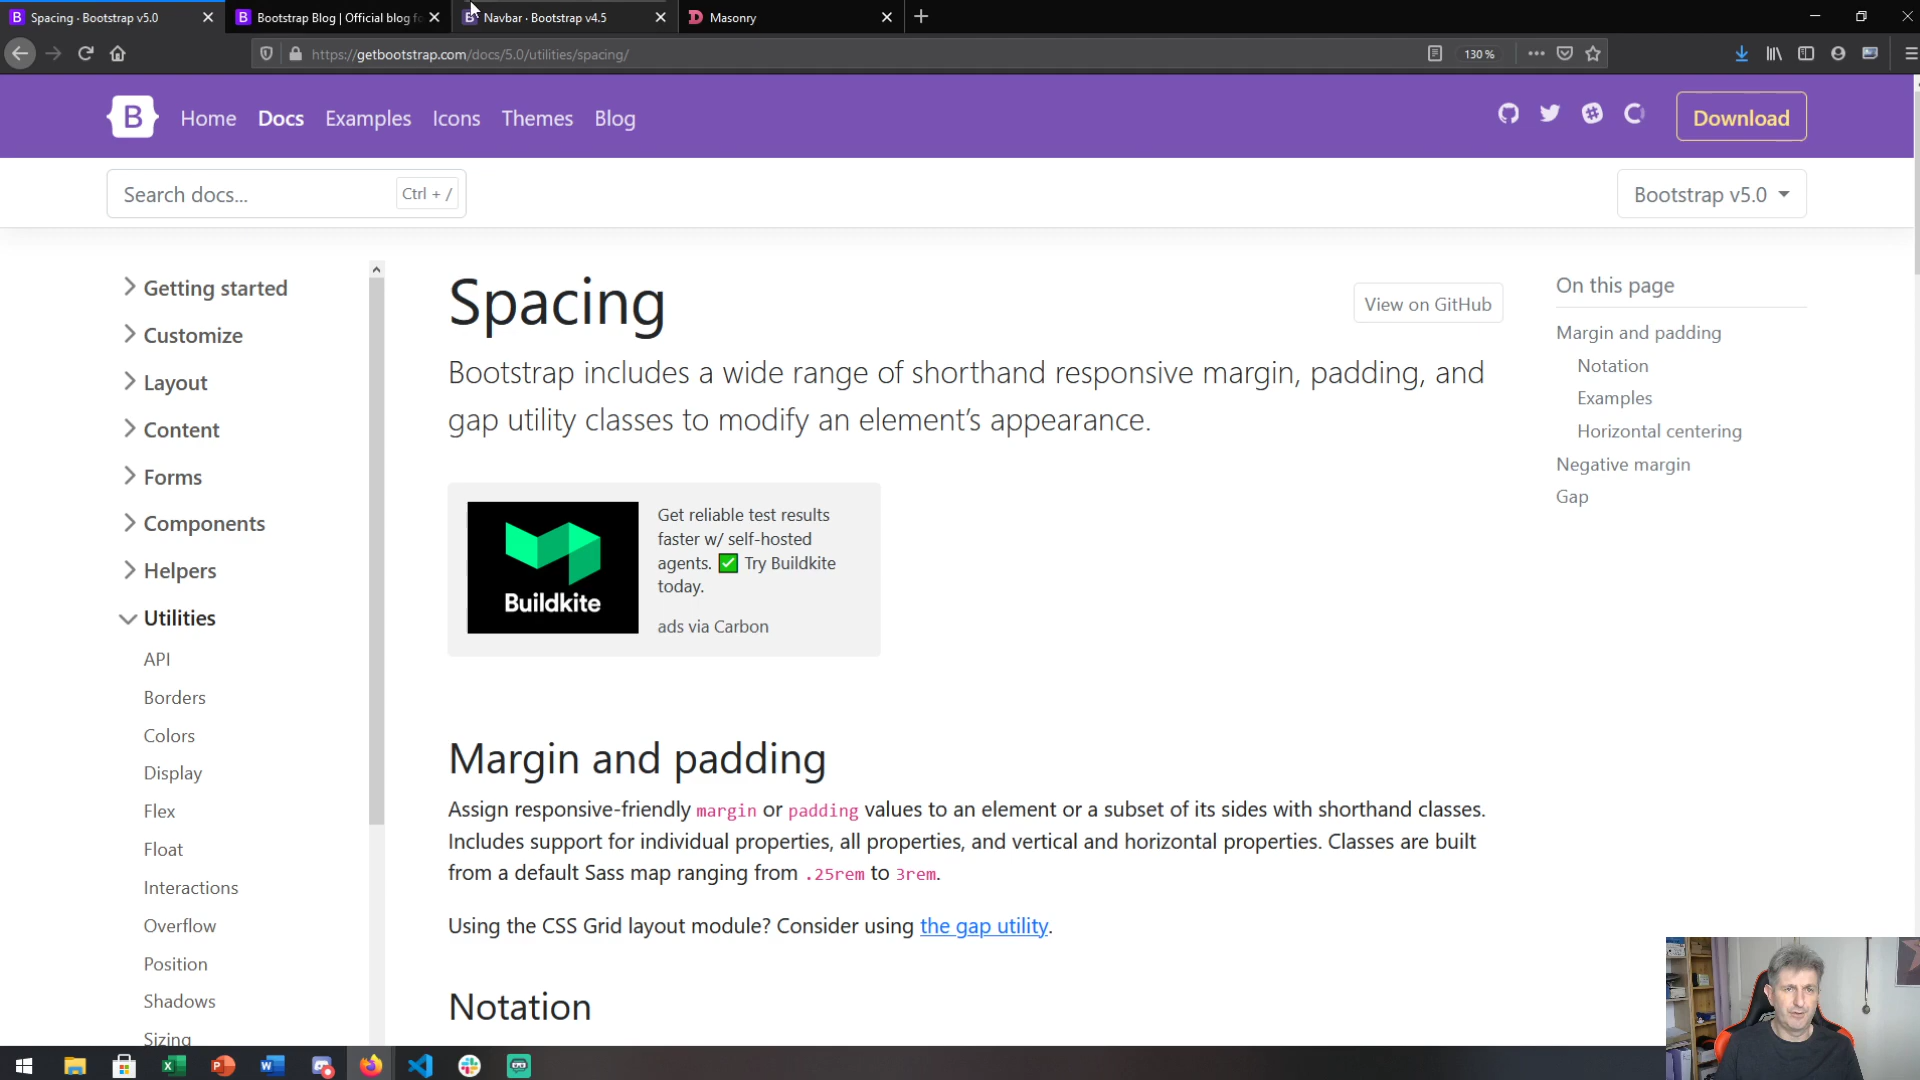 Spacing · Bootstrap v5.0
Bootstrap Blog | Official blog fo
Navbar · Bootstrap v4.5
Masonry
https://getbootstrap.com/docs/5.0/utilities/spacing/
130%
B
Home
Docs
Examples
Icons
Themes
Blog
Download
Search docs...
Ctrl + /
Bootstrap v5.0
Getting started
Customize
Layout
Content
Forms
Components
Helpers
Utilities
API
Borders
Colors
Display
Flex
Float
Interactions
Overflow
Position
Shadows
Sizing
Spacing
View on GitHub
Bootstrap includes a wide range of shorthand responsive margin, padding, and
gap utility classes to modify an element's appearance.
Buildkite
Get reliable test results
faster w/ self-hosted
agents. ✅ Try Buildkite
today.
ads via Carbon
Margin and padding
Assign responsive-friendly margin or padding values to an element or a subset of its sides with shorthand classes.
Includes support for individual properties, all properties, and vertical and horizontal properties. Classes are built
from a default Sass map ranging from .25rem to 3rem.
Using the CSS Grid layout module? Consider using the gap utility.
Notation
On this page
Margin and padding
Notation
Examples
Horizontal centering
Negative margin
Gap